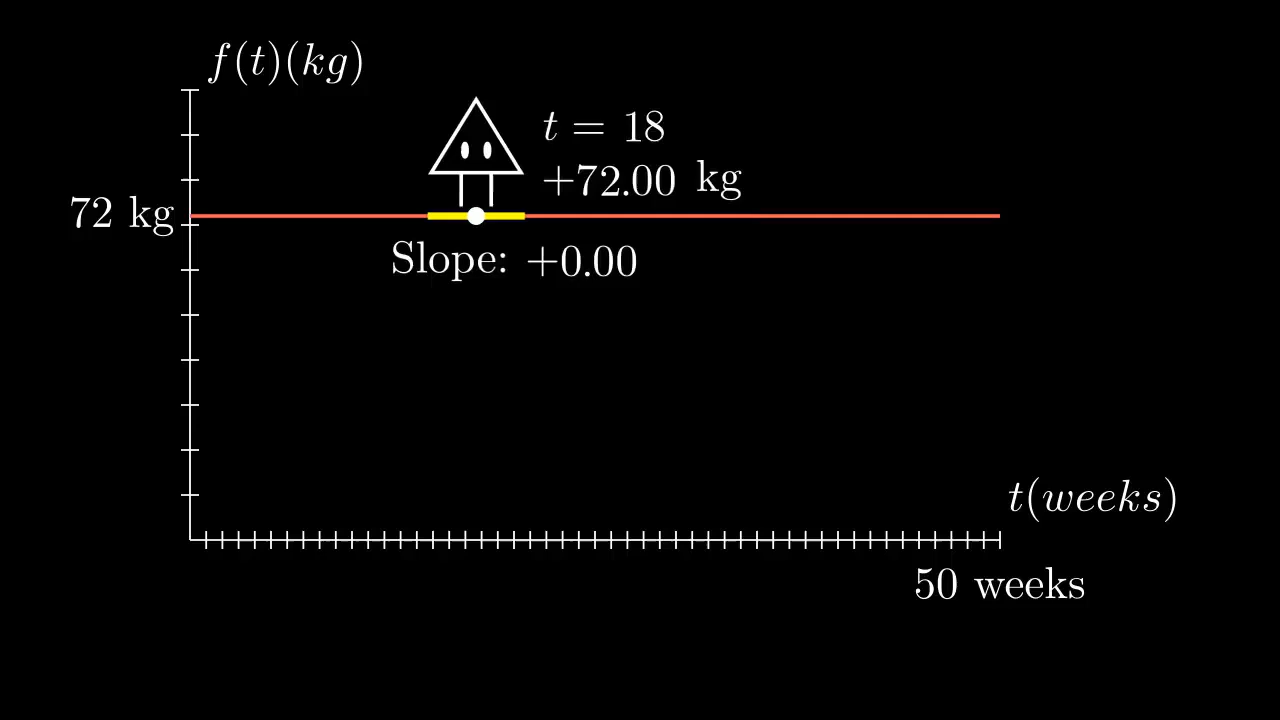 f(t)(kg)
t = 18
+72.00 kg
72 kg
Slope: +0.00
t(weeks)
50 weeks